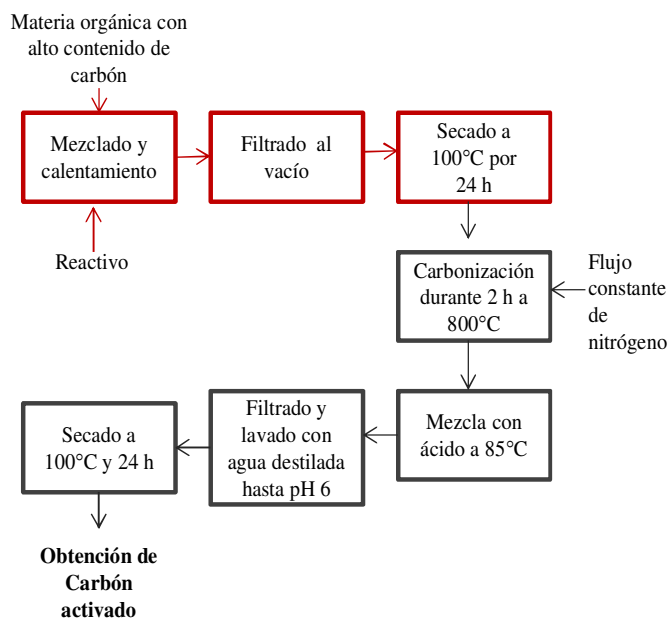 Materia orgánica con
alto contenido de
carbón
Mezclado y
calentamiento
Reactivo
Filtrado al
vacío
Secado a
100°C por
24 h
Carbonización
durante 2 h a
800°C
Flujo
constante
de
nitrógeno
Mezcla con
ácido a 85°C
Filtrado y
lavado con
agua destilada
hasta pH 6
Secado a
100°C y 24 h
Obtención de
Carbón
activado